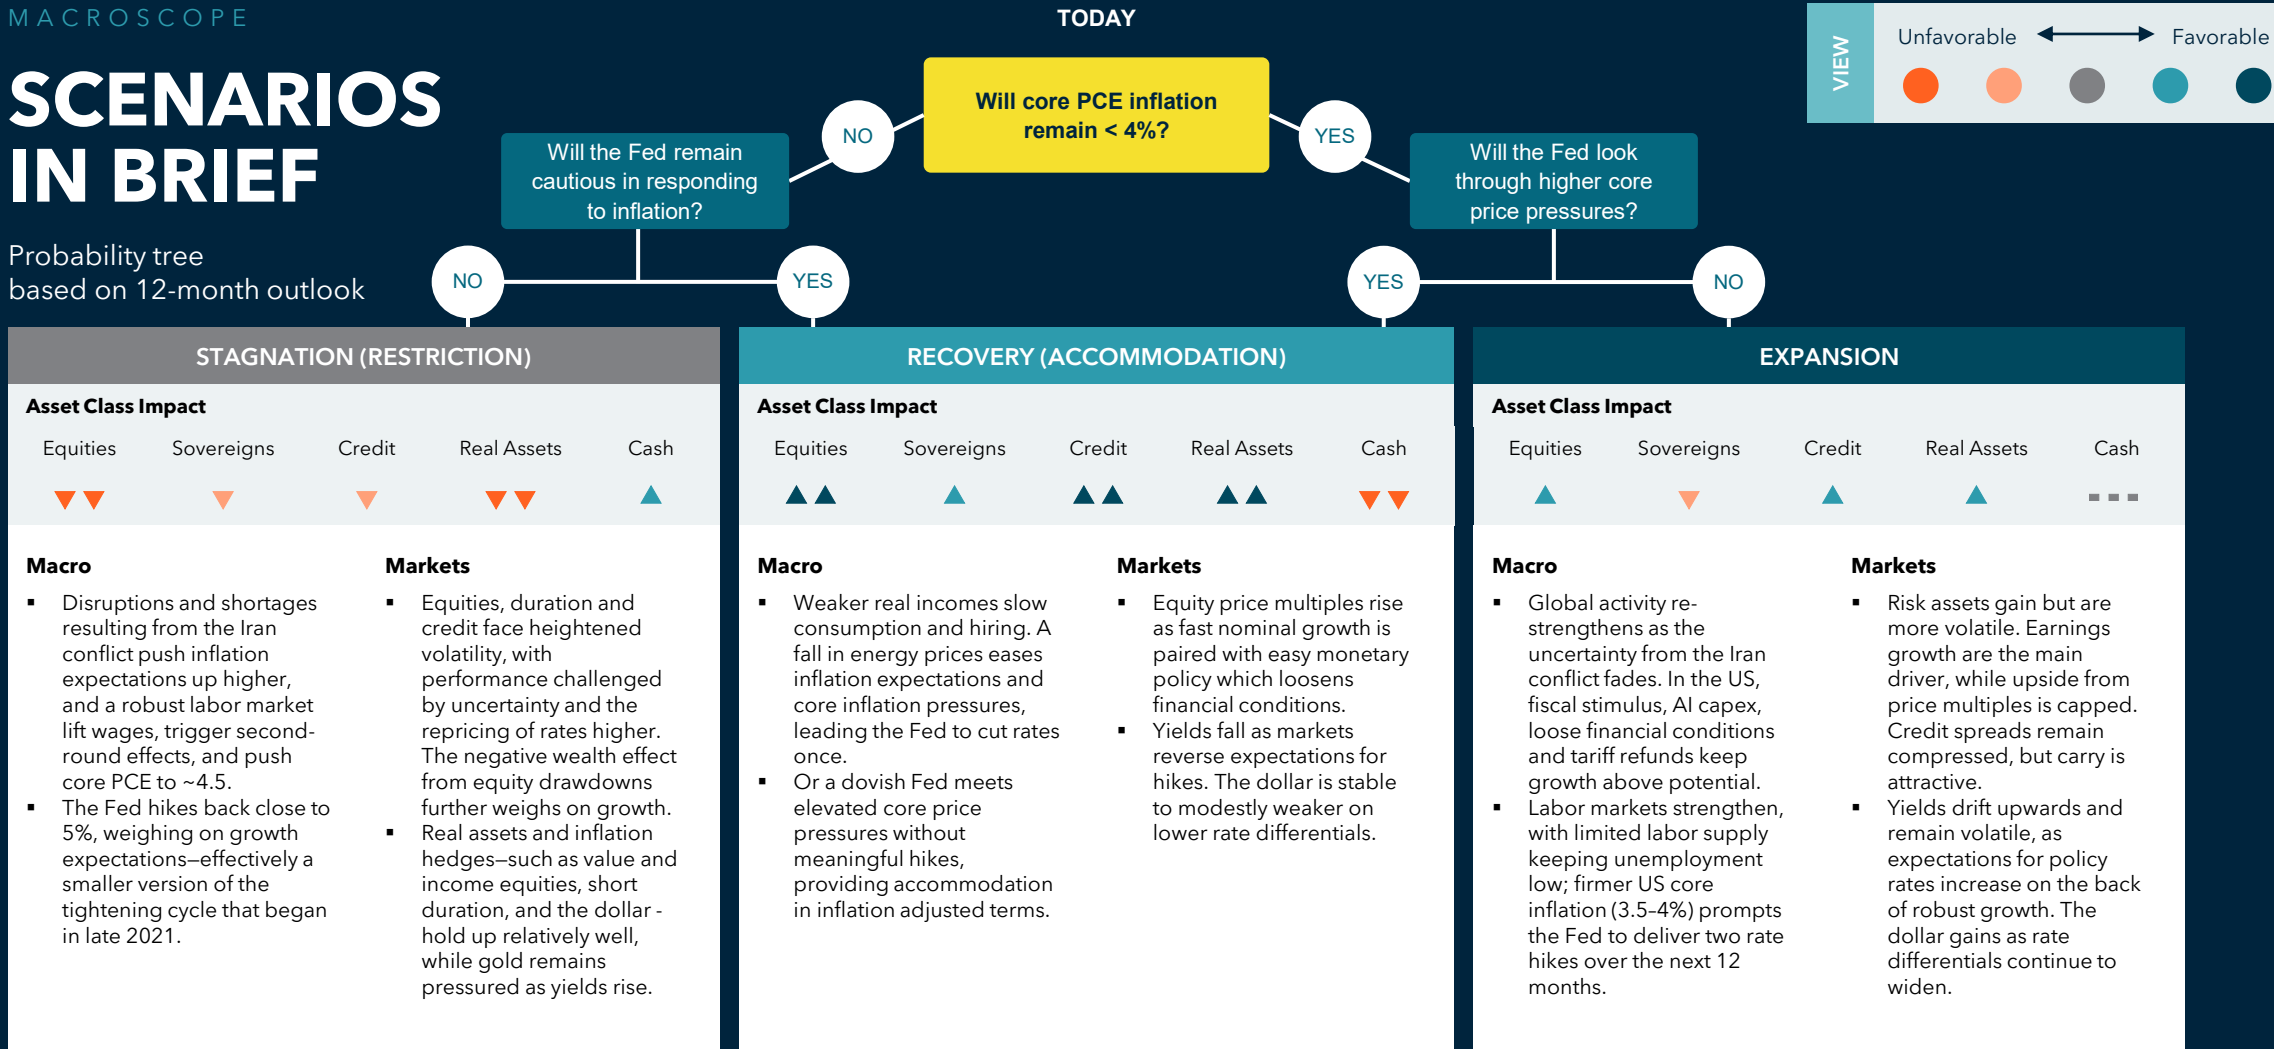 MACROSCOPE
SCENARIOS
IN BRIEF
Probability tree
based on 12-month outlook
TODAY
Will core PCE inflation
remain < 4%?
NO
YES
Will the Fed remain
cautious in responding
to inflation?
NO
YES
Will the Fed look
through higher core
price pressures?
YES
NO
VIEW
Unfavorable
Favorable
STAGNATION (RESTRICTION)
Asset Class Impact
Equities Sovereigns Credit Real Assets Cash
Macro
▪ Disruptions and shortages
resulting from the Iran
conflict push inflation
expectations up higher,
and a robust labor market
lift wages, trigger second-
round effects, and push
core PCE to ~4.5.
▪ The Fed hikes back close to
5%, weighing on growth
expectations—effectively a
smaller version of the
tightening cycle that began
in late 2021.
Markets
▪ Equities, duration and
credit face heightened
volatility, with
performance challenged
by uncertainty and the
repricing of rates higher.
The negative wealth effect
from equity drawdowns
further weighs on growth.
▪ Real assets and inflation
hedges—such as value and
income equities, short
duration, and the dollar -
hold up relatively well,
while gold remains
pressured as yields rise.
RECOVERY (ACCOMMODATION)
Asset Class Impact
Equities Sovereigns Credit Real Assets Cash
Macro
▪ Weaker real incomes slow
consumption and hiring. A
fall in energy prices eases
inflation expectations and
core inflation pressures,
leading the Fed to cut rates
once.
▪ Or a dovish Fed meets
elevated core price
pressures without
meaningful hikes,
providing accommodation
in inflation adjusted terms.
Markets
▪ Equity price multiples rise
as fast nominal growth is
paired with easy monetary
policy which loosens
financial conditions.
▪ Yields fall as markets
reverse expectations for
hikes. The dollar is stable
to modestly weaker on
lower rate differentials.
EXPANSION
Asset Class Impact
Equities Sovereigns Credit Real Assets Cash
Macro
▪ Global activity re-
strengthens as the
uncertainty from the Iran
conflict fades. In the US,
fiscal stimulus, AI capex,
loose financial conditions
and tariff refunds keep
growth above potential.
▪ Labor markets strengthen,
with limited labor supply
keeping unemployment
low; firmer US core
inflation (3.5–4%) prompts
the Fed to deliver two rate
hikes over the next 12
months.
Markets
▪ Risk assets gain but are
more volatile. Earnings
growth are the main
driver, while upside from
price multiples is capped.
Credit spreads remain
compressed, but carry is
attractive.
▪ Yields drift upwards and
remain volatile, as
expectations for policy
rates increase on the back
of robust growth. The
dollar gains as rate
differentials continue to
widen.